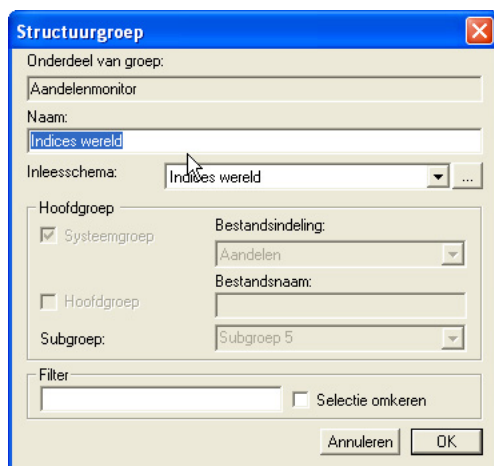 Structuurgroep
Onderdeel van groep:
Aandelenmonitor
Naam:
Indices wereld
Inleesschema: Indices wereld ...
Hoofdgroep
Systeemgroep
Bestandsindeling:
Aandelen
Bestandsnaam:
Hoofdgroep
Subgroep: Subgroep 5
Filter
Selectie omkeren
Annuleren OK